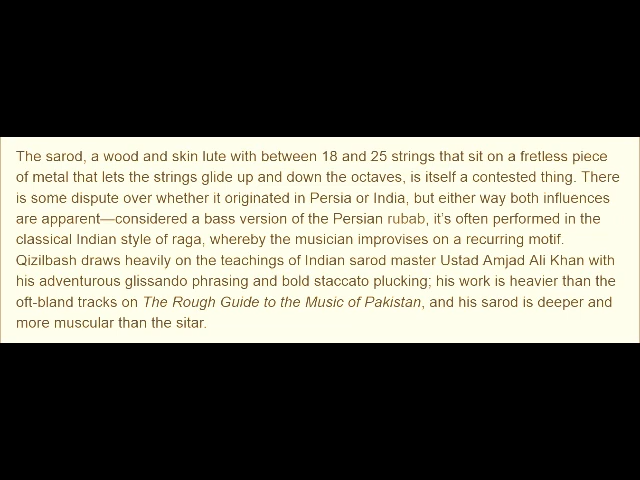 The sarod, a wood and skin lute with between 18 and 25 strings that sit on a fretless piece
of metal that lets the strings glide up and down the octaves, is itself a contested thing. There
is some dispute over whether it originated in Persia or India, but either way both influences
are apparent—considered a bass version of the Persian rubab, it's often performed in the
classical Indian style of raga, whereby the musician improvises on a recurring motif.
Qizilbash draws heavily on the teachings of Indian sarod master Ustad Amjad Ali Khan with
his adventurous glissando phrasing and bold staccato plucking; his work is heavier than the
oft-bland tracks on The Rough Guide to the Music of Pakistan, and his sarod is deeper and
more muscular than the sitar.